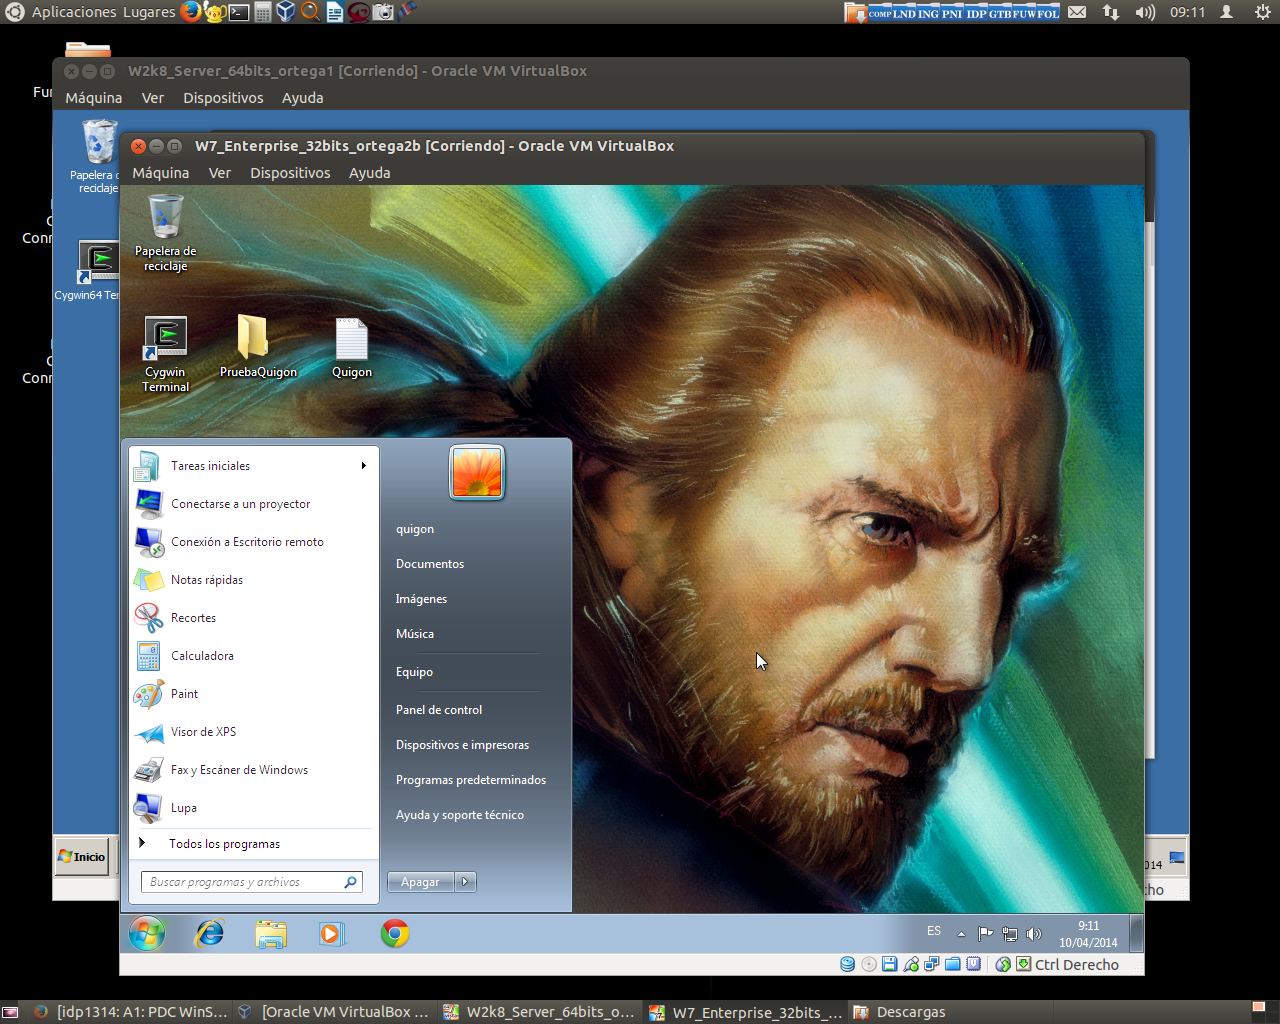 Aplicaciones Lugares
COMP LND ING PNI IDP GTB FUW FOL
09:11
W2k8_Server_64bits_ortega1 [Corriendo] - Oracle VM VirtualBox
Máquina Ver Dispositivos Ayuda
Papelera de
reciclaje
Cygwin64 Ter
Conn
Conn
W7_Enterprise_32bits_ortega2b [Corriendo] - Oracle VM VirtualBox
Máquina Ver Dispositivos Ayuda
Papelera de
reciclaje
Cygwin
Terminal
PruebaQuigon
Quigon
Tareas iniciales
Conectarse a un proyector
Conexión a Escritorio remoto
Notas rápidas
Recortes
Calculadora
Paint
Visor de XPS
Fax y Escáner de Windows
Lupa
Todos los programas
Buscar programas y archivos
quigon
Documentos
Imágenes
Música
Equipo
Panel de control
Dispositivos e impresoras
Programas predeterminados
Ayuda y soporte técnico
Apagar
Inicio
ES
9:11
10/04/2014
Ctrl Derecho
[idp1314: A1: PDC WinS...
[Oracle VM VirtualBox ...
W2k8_Server_64bits_o...
W7_Enterprise_32bits_...
Descargas